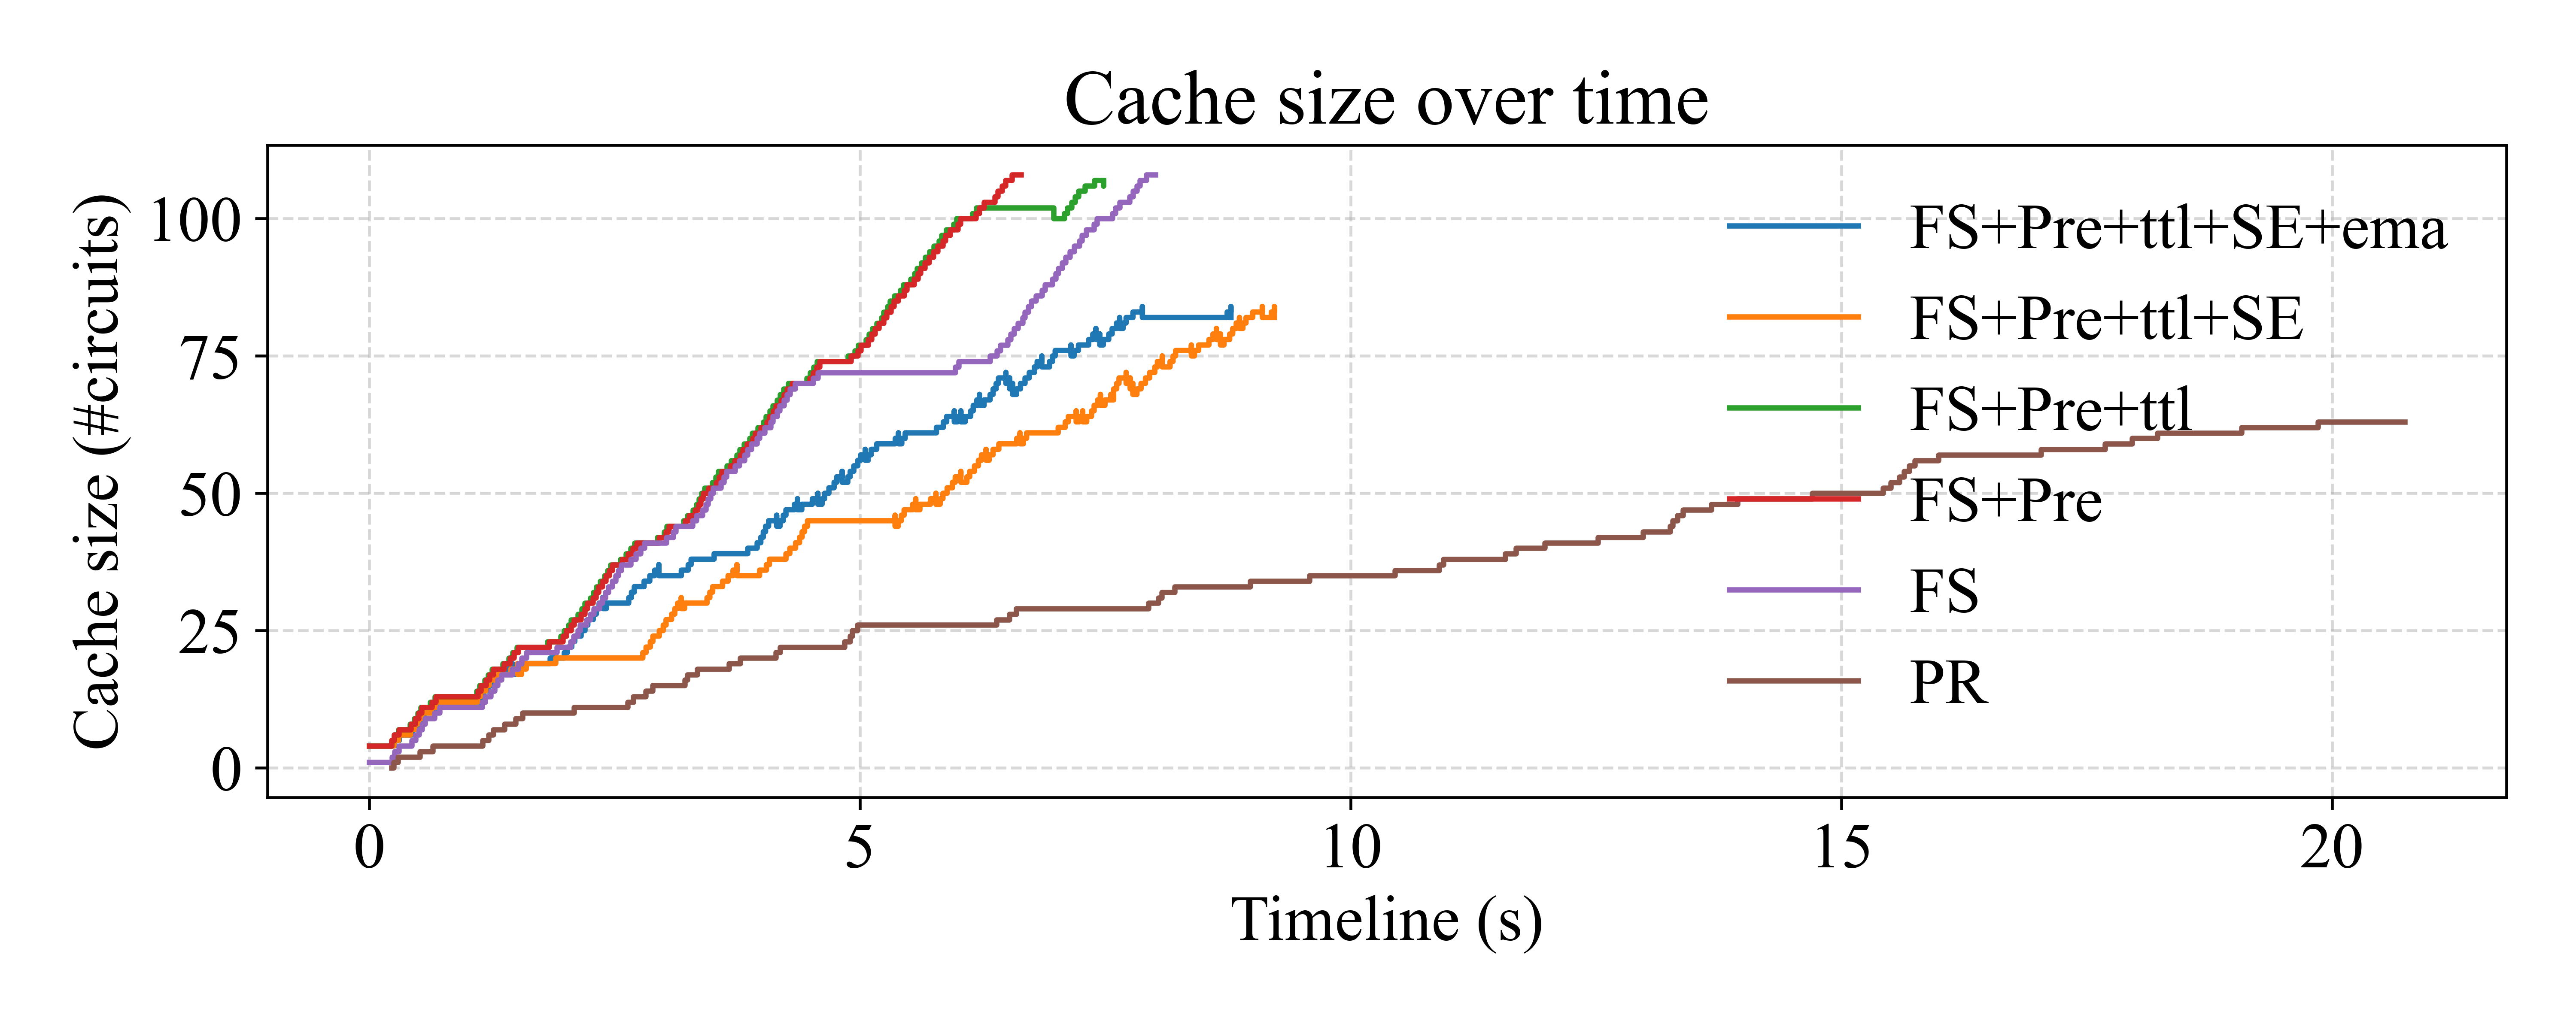 Cache size over time
Cache size (#circuits)
100
75
50
25
0
FS+Pre+ttl+SE+ema
FS+Pre+ttl+SE
FS+Pre+ttl
FS+Pre
FS
PR
0 5 10 15 20
Timeline (s)